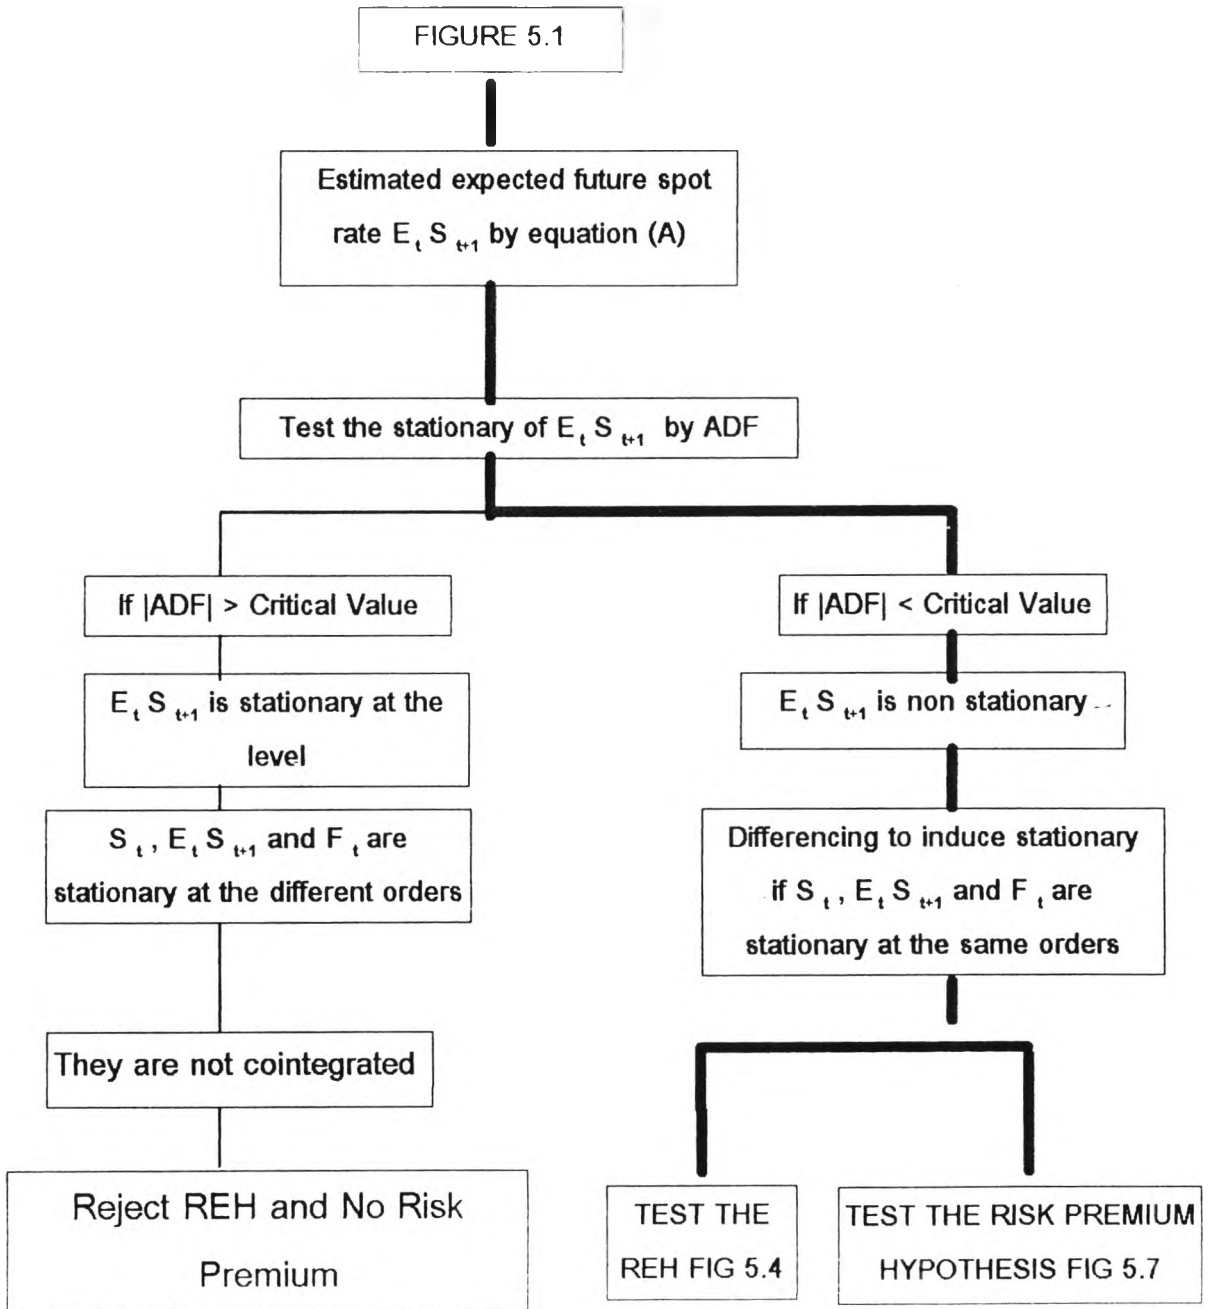 FIGURE 5.1
Estimated expected future spot
rate E t S t+1 by equation (A)
Test the stationary of E t S t+1 by ADF
If |ADF| > Critical Value
E t S t+1 is stationary at the
level
S t , E t S t+1 and F t are
stationary at the different orders
They are not cointegrated
Reject REH and No Risk
Premium
If |ADF| < Critical Value
E t S t+1 is non stationary
Differencing to induce stationary
if S t , E t S t+1 and F t are
stationary at the same orders
TEST THE
REH FIG 5.4
TEST THE RISK PREMIUM
HYPOTHESIS FIG 5.7